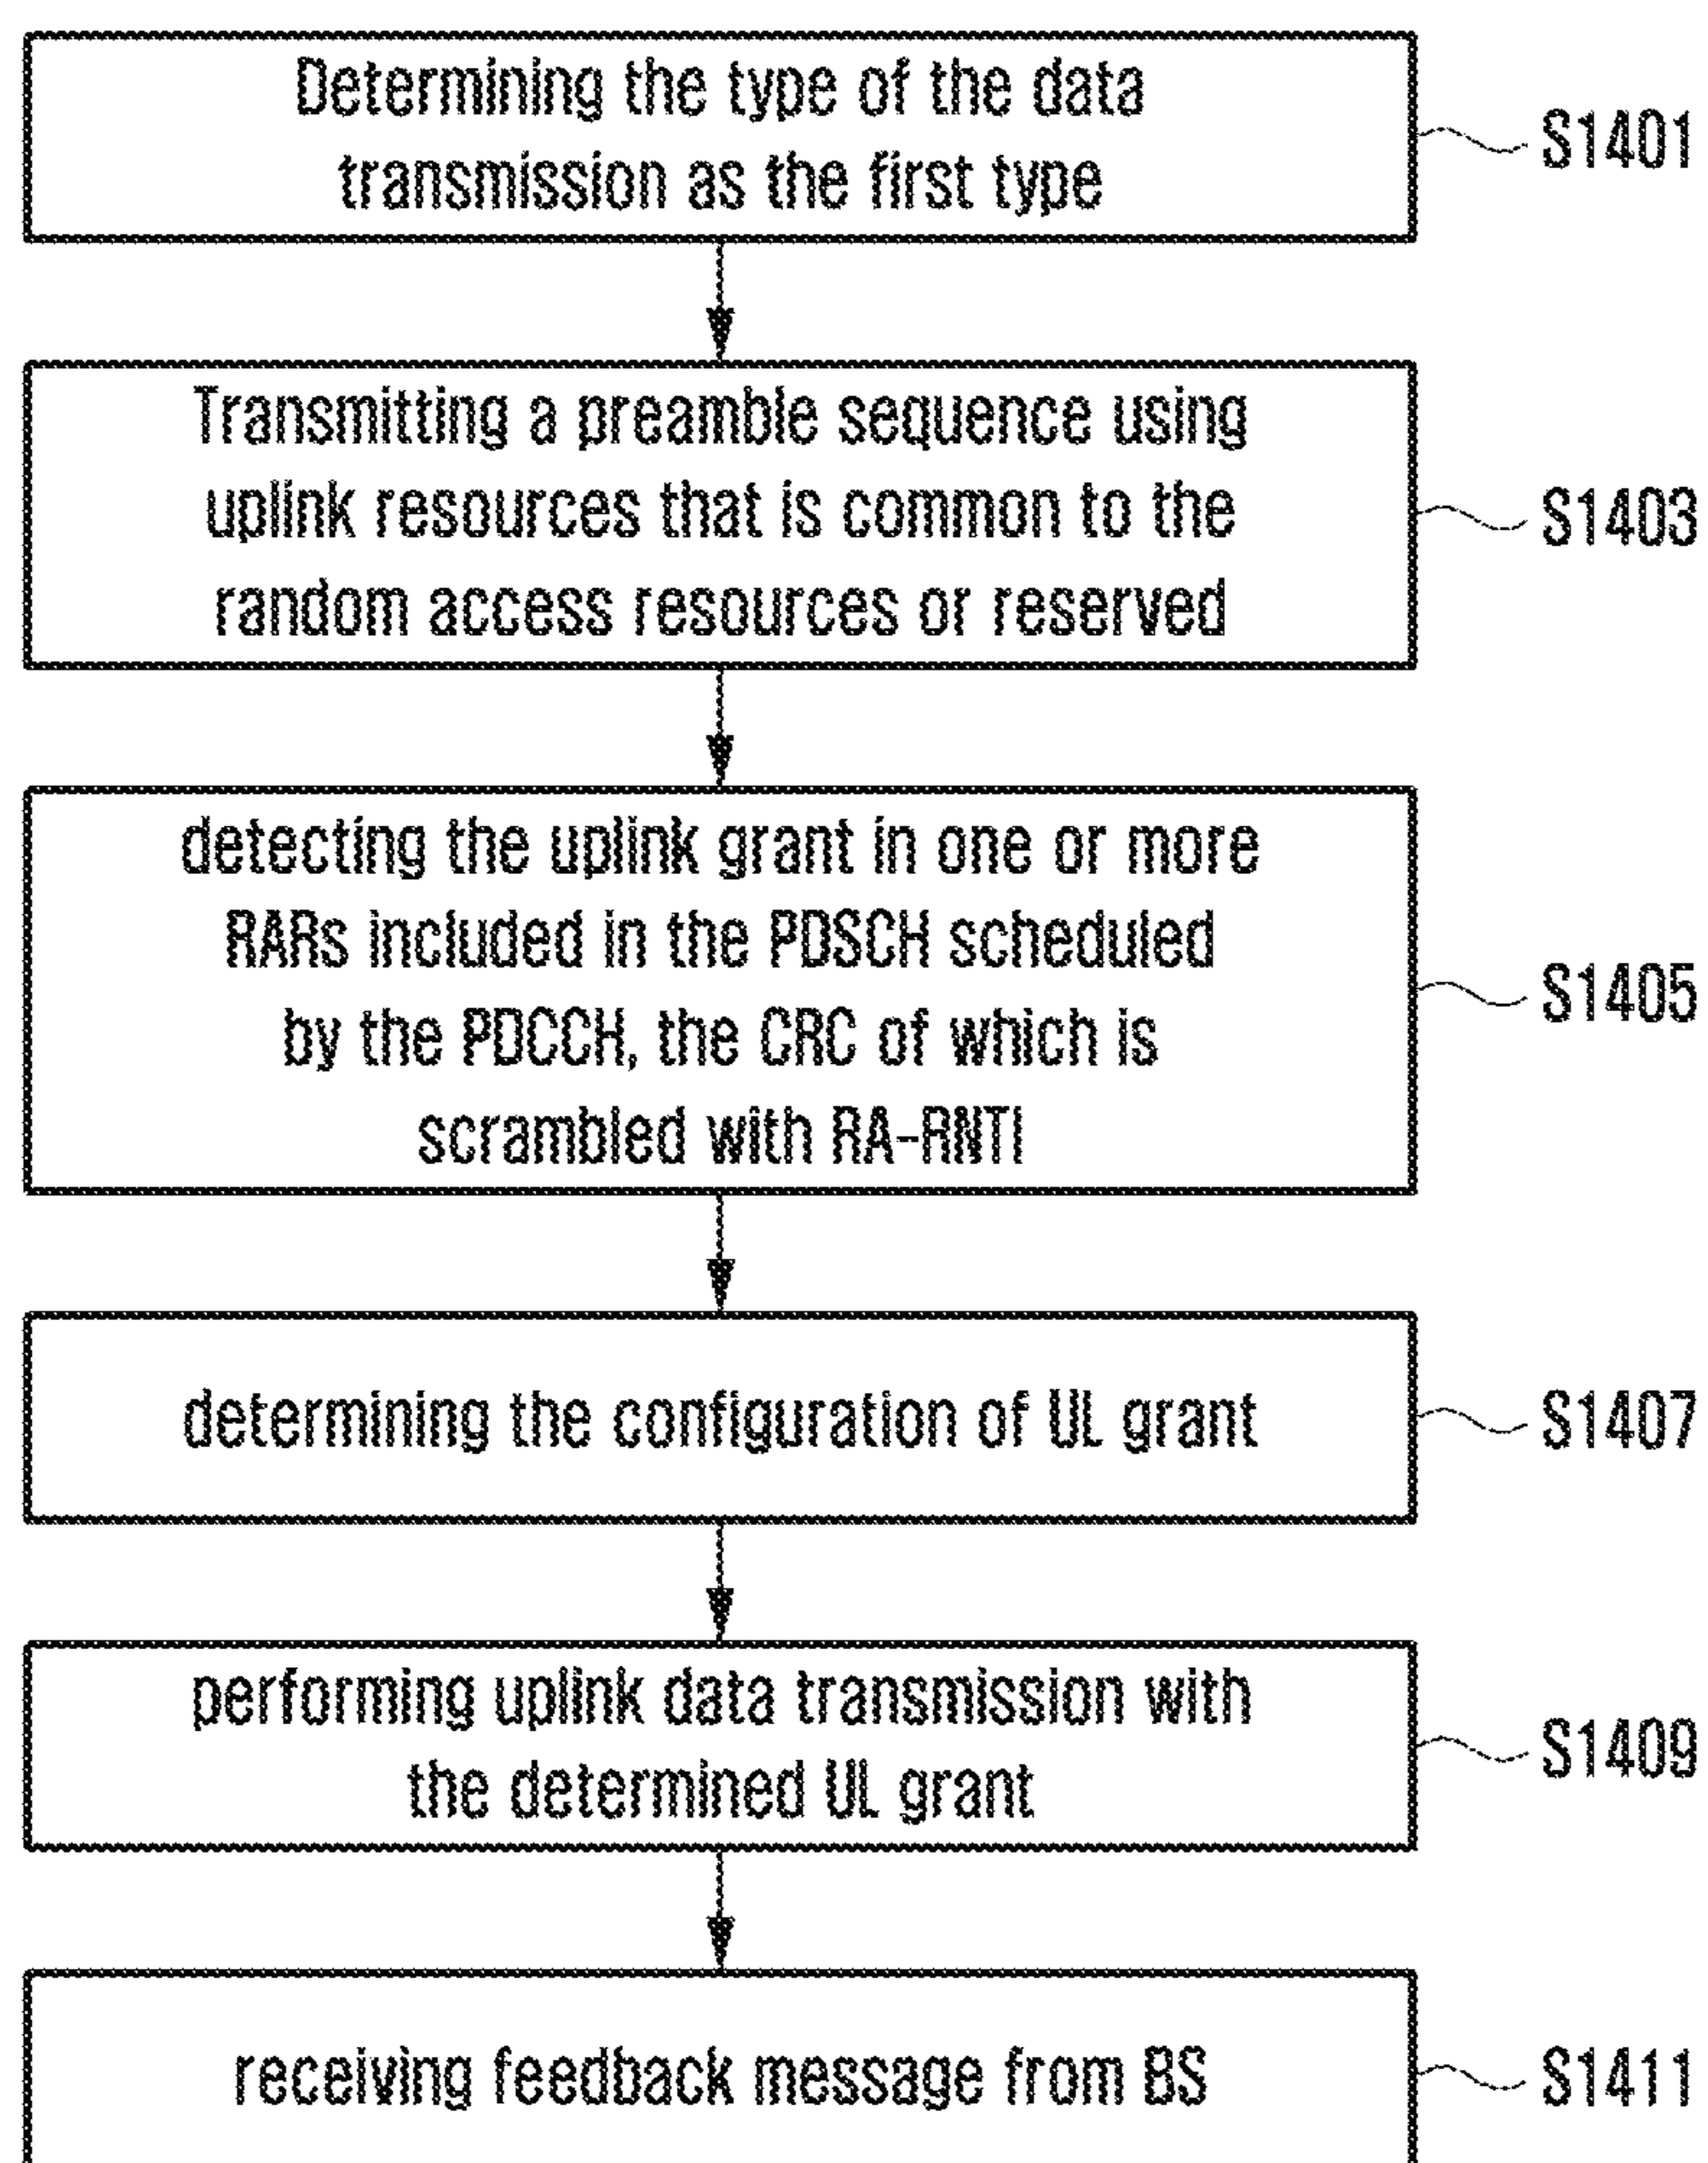 Determining the type of the data
transmission as the first type
S1401
Transmitting a preamble sequence using
uplink resources that is common to the
random access resources or reserved
S1403
detecting the uplink grant in one or more
RARs included in the PDSCH scheduled
by the PDCCH, the CRC of which is
scrambled with RA-RNTI
S1405
determining the configuration of UL grant
S1407
performing uplink data transmission with
the determined UL grant
S1409
receiving feedback message from BS
S1411